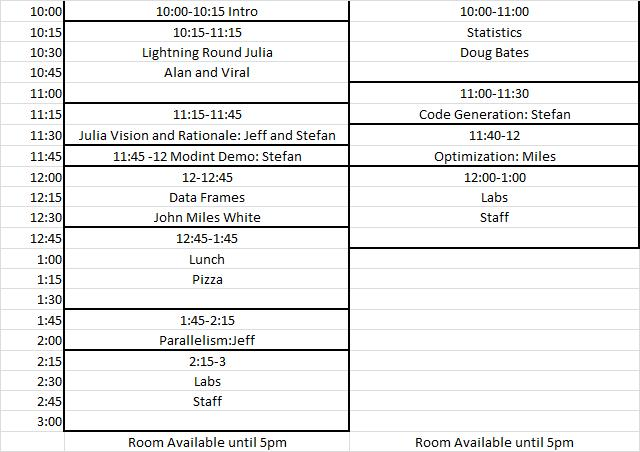 10:00 10:00-10:15 Intro 10:00-11:00
10:15 10:15-11:15 Statistics
10:30 Lightning Round Julia Doug Bates
10:45 Alan and Viral
11:00 11:00-11:30
11:15 11:15-11:45 Code Generation: Stefan
11:30 Julia Vision and Rationale: Jeff and Stefan 11:40-12
11:45 11:45 -12 Modint Demo: Stefan Optimization: Miles
12:00 12-12:45 12:00-1:00
12:15 Data Frames Labs
12:30 John Miles White Staff
12:45 12:45-1:45
1:00 Lunch
1:15 Pizza
1:30
1:45 1:45-2:15
2:00 Parallelism:Jeff
2:15 2:15-3
2:30 Labs
2:45 Staff
3:00
Room Available until 5pm Room Available until 5pm